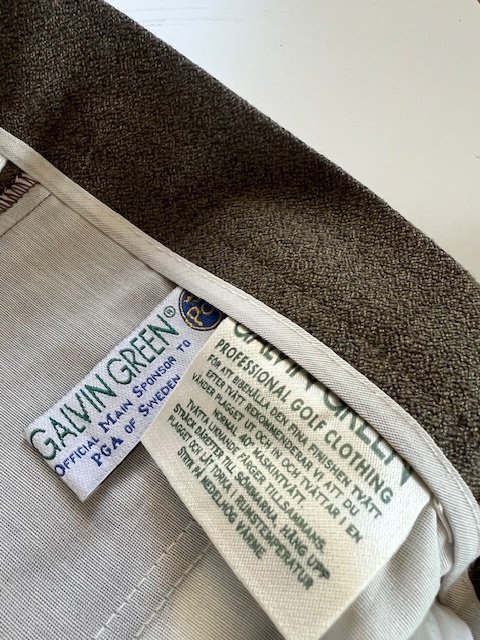 GALVIN GREEN®
OFFICIAL MAIN SPONSOR TO
PGA OF SWEDEN
GALVIN GREEN
PROFESSIONAL GOLF CLOTHING
FÖR ATT BIBEHÅLLA DEN FINA FINISHEN TVÄTT
EFTER TVÄTT REKOMMENDERAR VI ATT DU
VÄNDER PLAGGET UT OCH IN OCH TVÄTTAR I EN
NORMAL 40° MASKINTVÄTT.
TVÄTTA LIKNANDE FÄRGER TILLSAMMANS.
STRÄCK DÄREFTER TILL SÖMMARNA, HÄNG UPP
PLAGGET OCH LÅT TORKA I RUMSTEMPERATUR
STRYK PÅ MEDELHÖG VÄRME